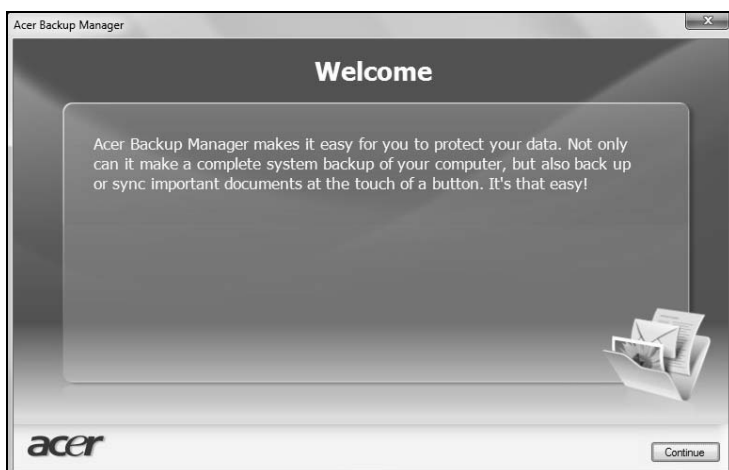 Acer Backup Manager
X
Welcome
Acer Backup Manager makes it easy for you to protect your data. Not only
can it make a complete system backup of your computer, but also back up
or sync important documents at the touch of a button. It's that easy!
acer
Continue